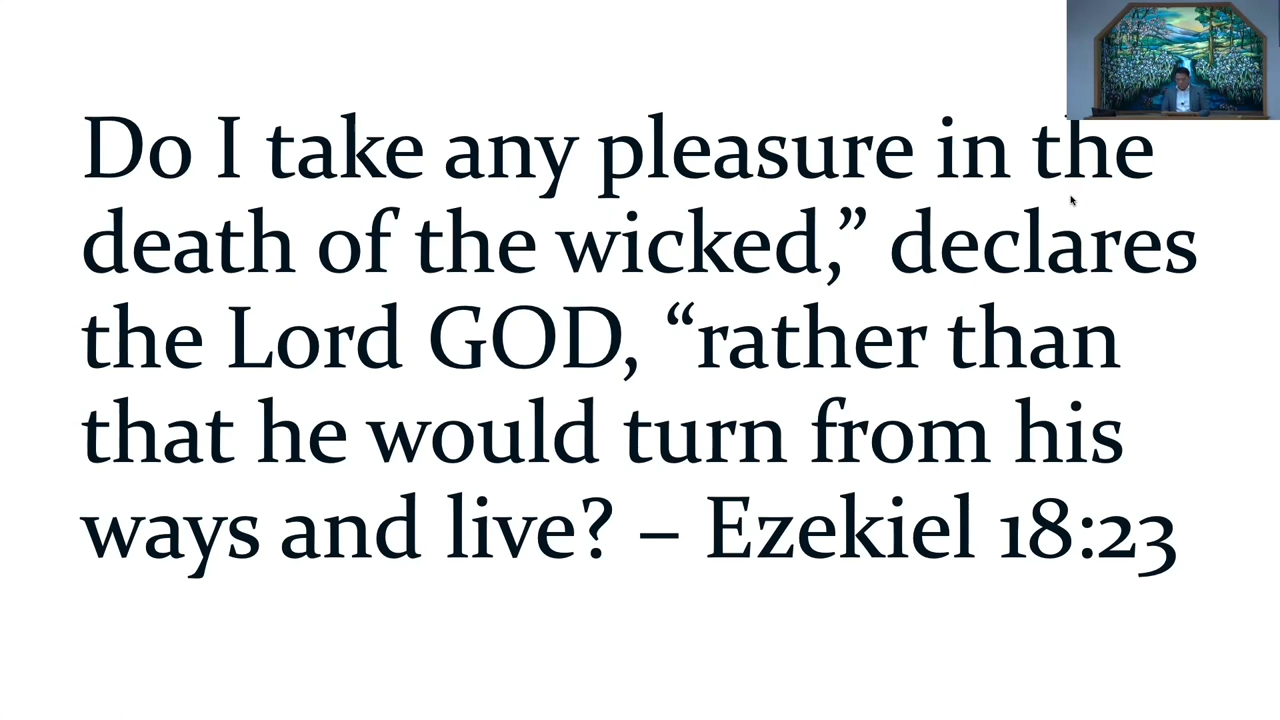 Do I take any pleasure in the
death of the wicked,” declares
the Lord GOD, “rather than
that he would turn from his
ways and live? – Ezekiel 18:23